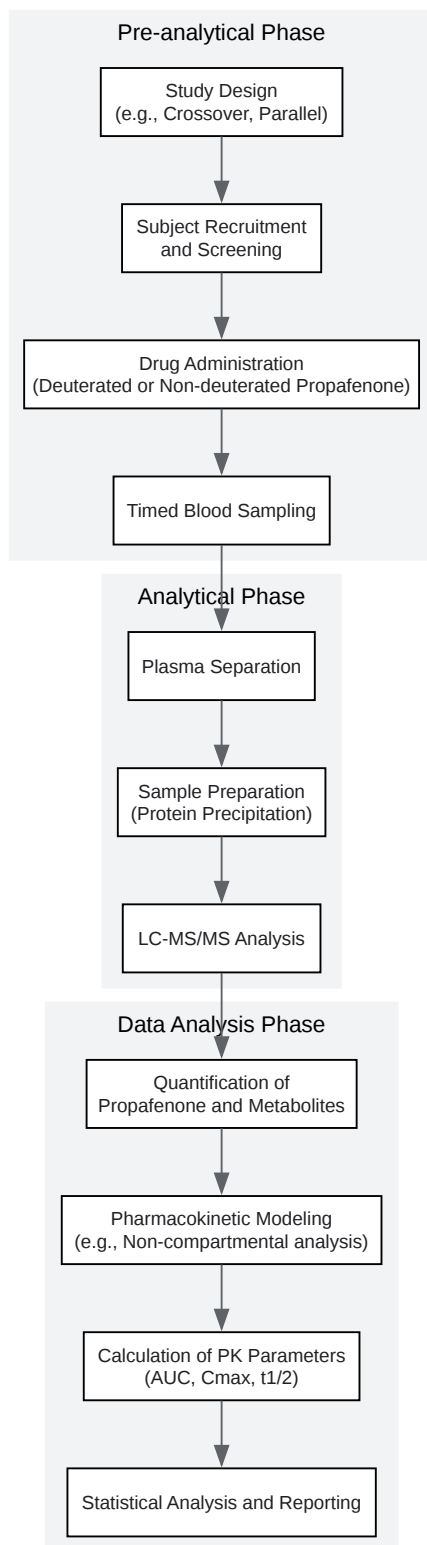 Pre-analytical Phase
Study Design
(e.g., Crossover, Parallel)
Subject Recruitment
and Screening
Drug Administration
(Deuterated or Non-deuterated Propafenone)
Timed Blood Sampling
Analytical Phase
Plasma Separation
Sample Preparation
(Protein Precipitation)
LC-MS/MS Analysis
Data Analysis Phase
Quantification of
Propafenone and Metabolites
Pharmacokinetic Modeling
(e.g., Non-compartmental analysis)
Calculation of PK Parameters
(AUC, Cmax, t1/2)
Statistical Analysis and Reporting